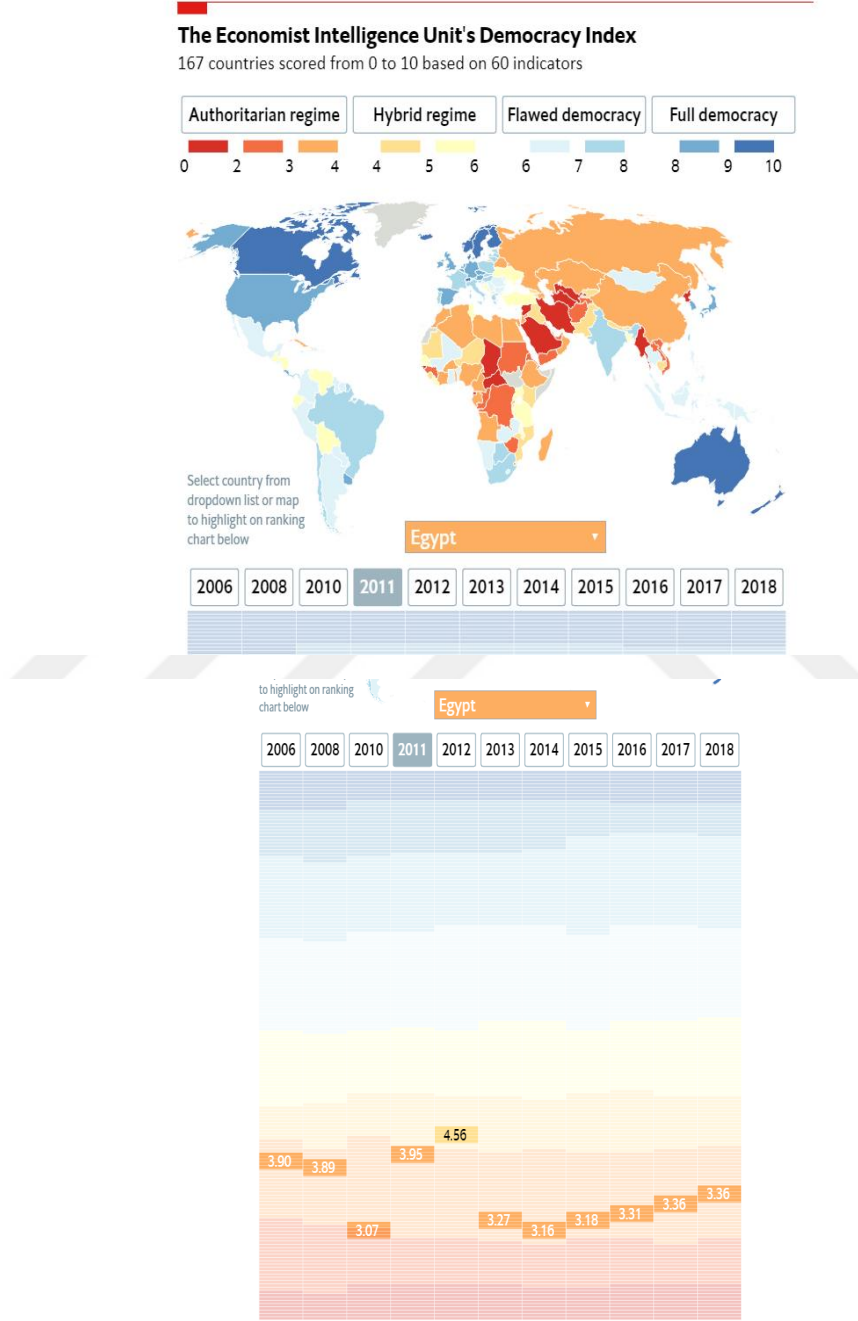 The Economist Intelligence Unit's Democracy Index
167 countries scored from 0 to 10 based on 60 indicators
Authoritarian regime Hybrid regime Flawed democracy Full democracy
0 2 3 4 4 5 6 6 7 8 8 9 10
Select country from
dropdown list or map
to highlight on ranking
chart below
Egypt
2006 2008 2010 2011 2012 2013 2014 2015 2016 2017 2018
to highlight on ranking
chart below
Egypt
2006 2008 2010 2011 2012 2013 2014 2015 2016 2017 2018
4.56
3.95
3.90
3.89
3.36
3.36
3.31
3.27
3.18
3.16
3.07